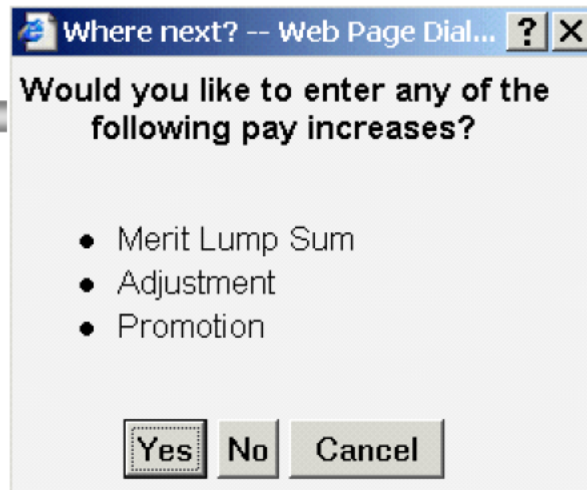 Where next? -- Web Page Dial... ? X
Would you like to enter any of the
following pay increases?
• Merit Lump Sum
• Adjustment
• Promotion
Yes No Cancel